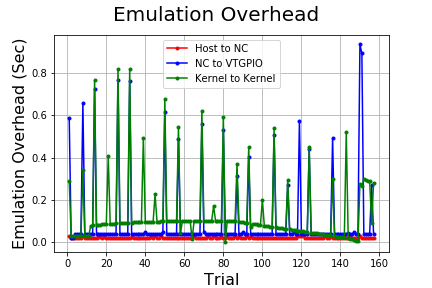 Emulation Overhead
Host to NC
NC to VTGPIO
Kernel to Kernel
Emulation Overhead (Sec)
0.8
0.6
0.4
0.2
0.0
0 20 40 60 80 100 120 140 160
Trial